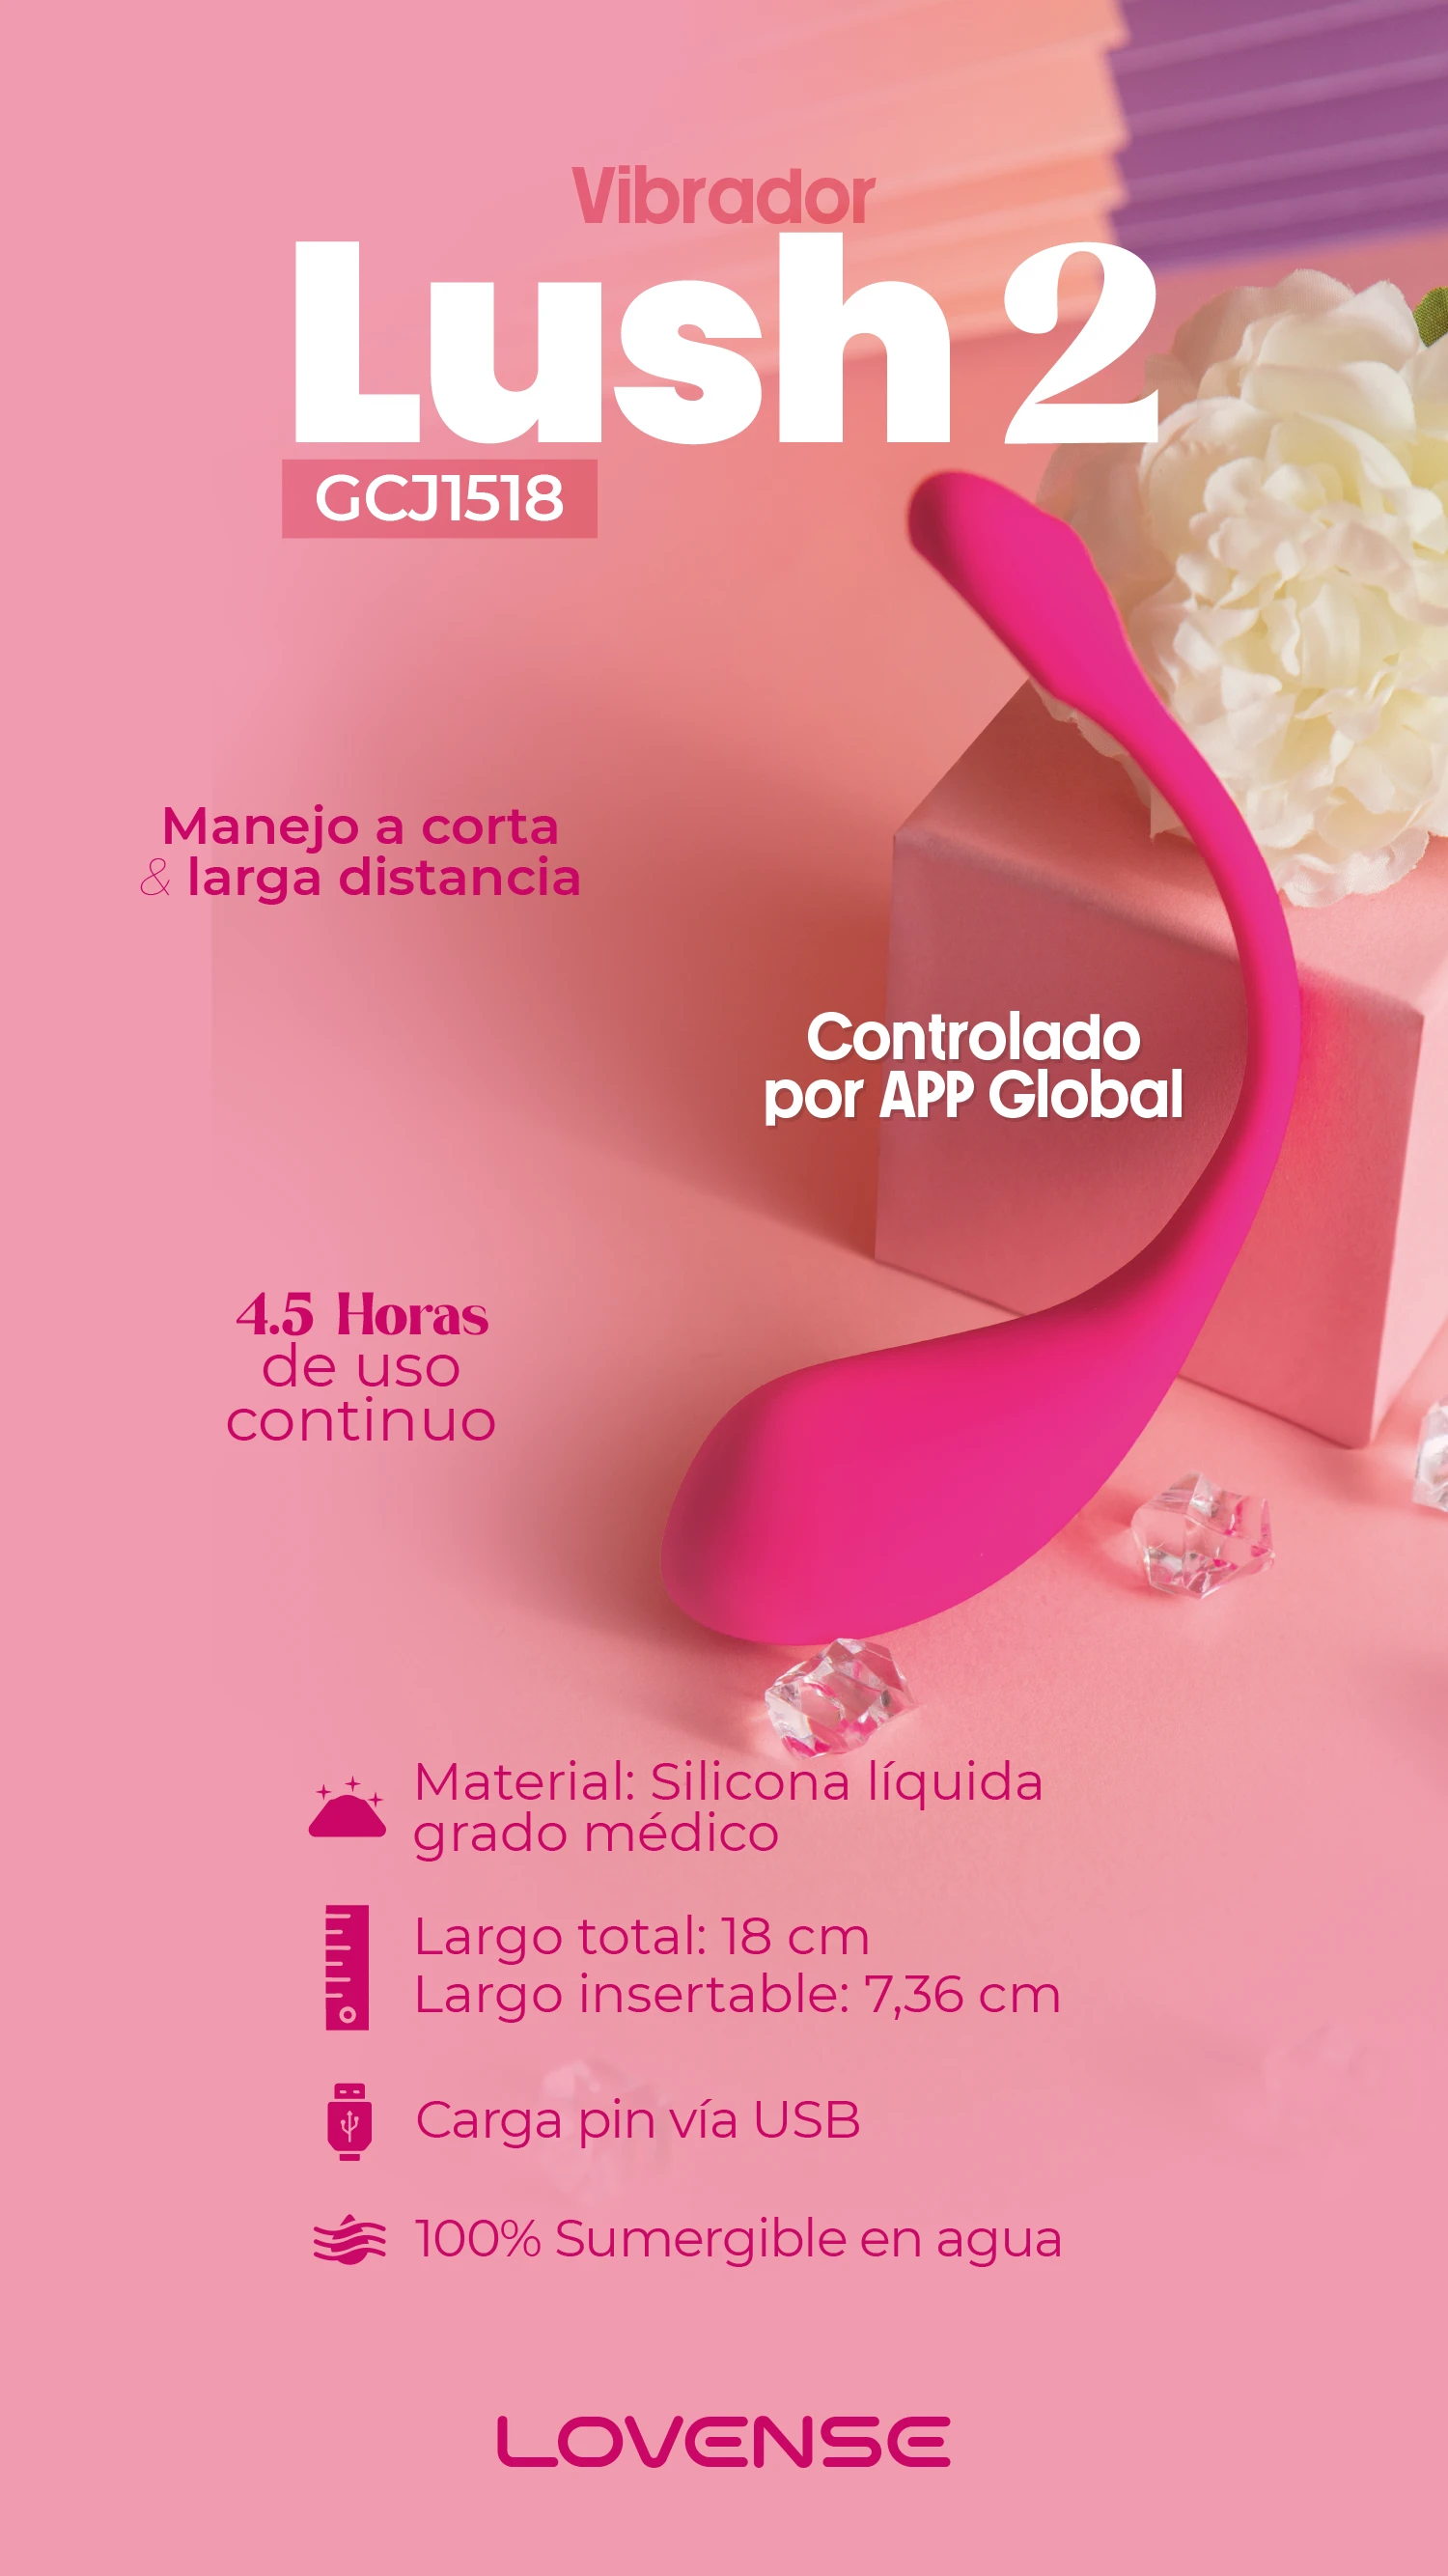 Vibrador
Lush 2
GCJ1518
Manejo a corta
& larga distancia
Controlado
por APP Global
4.5 Horas
de uso
continuo
Material: Silicona líquida
grado médico
Largo total: 18 cm
Largo insertable: 7,36 cm
Carga pin vía USB
100% Sumergible en agua
LOVENSE